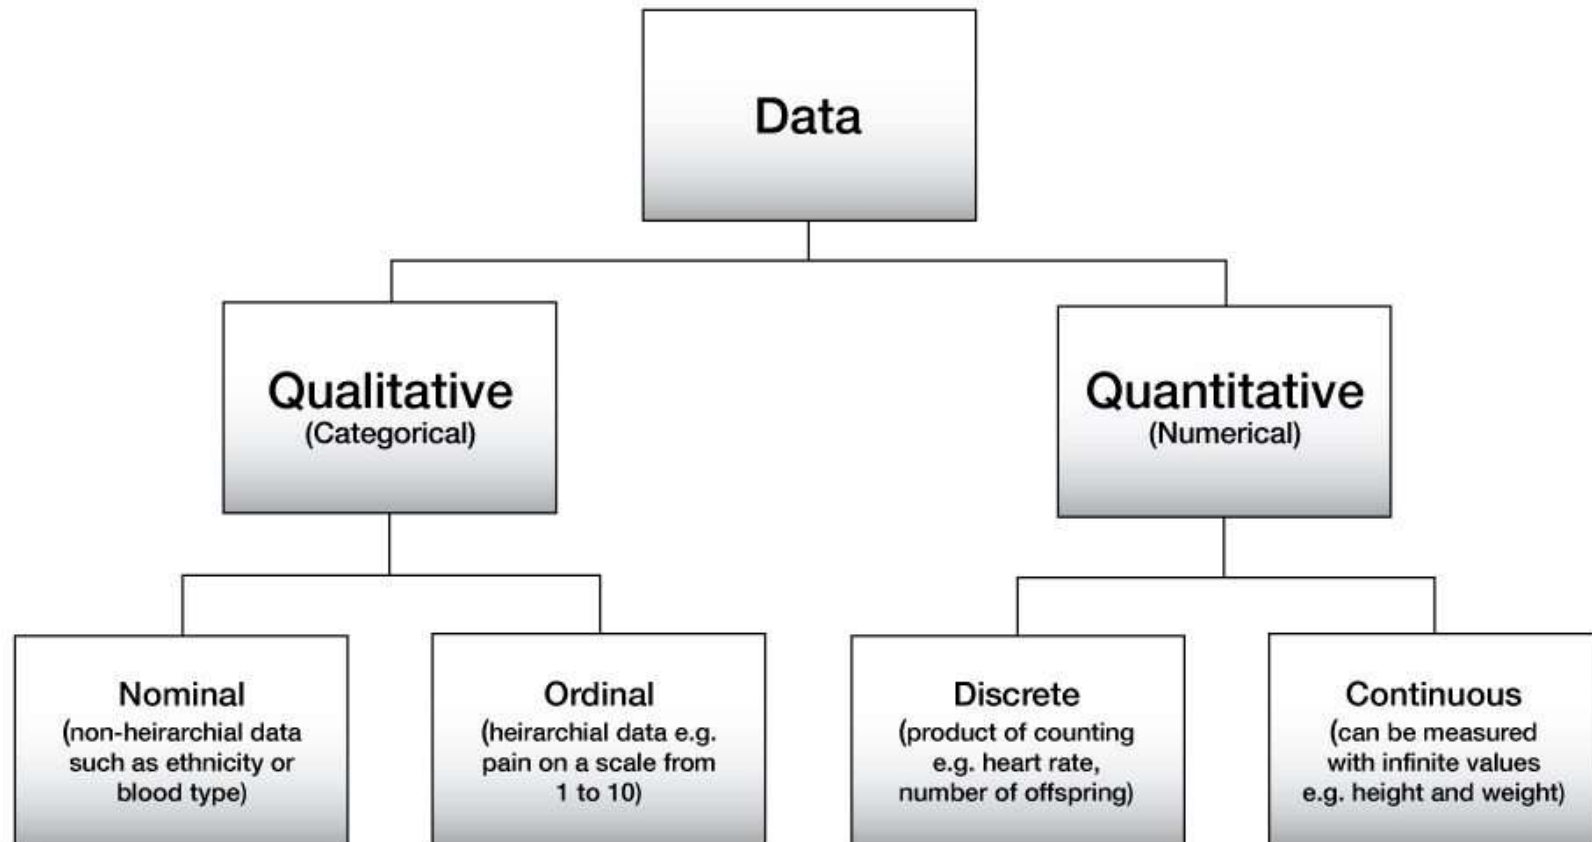 Data
Qualitative
(Categorical)
Quantitative
(Numerical)
Nominal
(non-heirarchial data
such as ethnicity or
blood type)
Ordinal
(heirarchial data e.g.
pain on a scale from
1 to 10)
Discrete
(product of counting
e.g. heart rate,
number of offspring)
Continuous
(can be measured
with infinite values
e.g. height and weight)